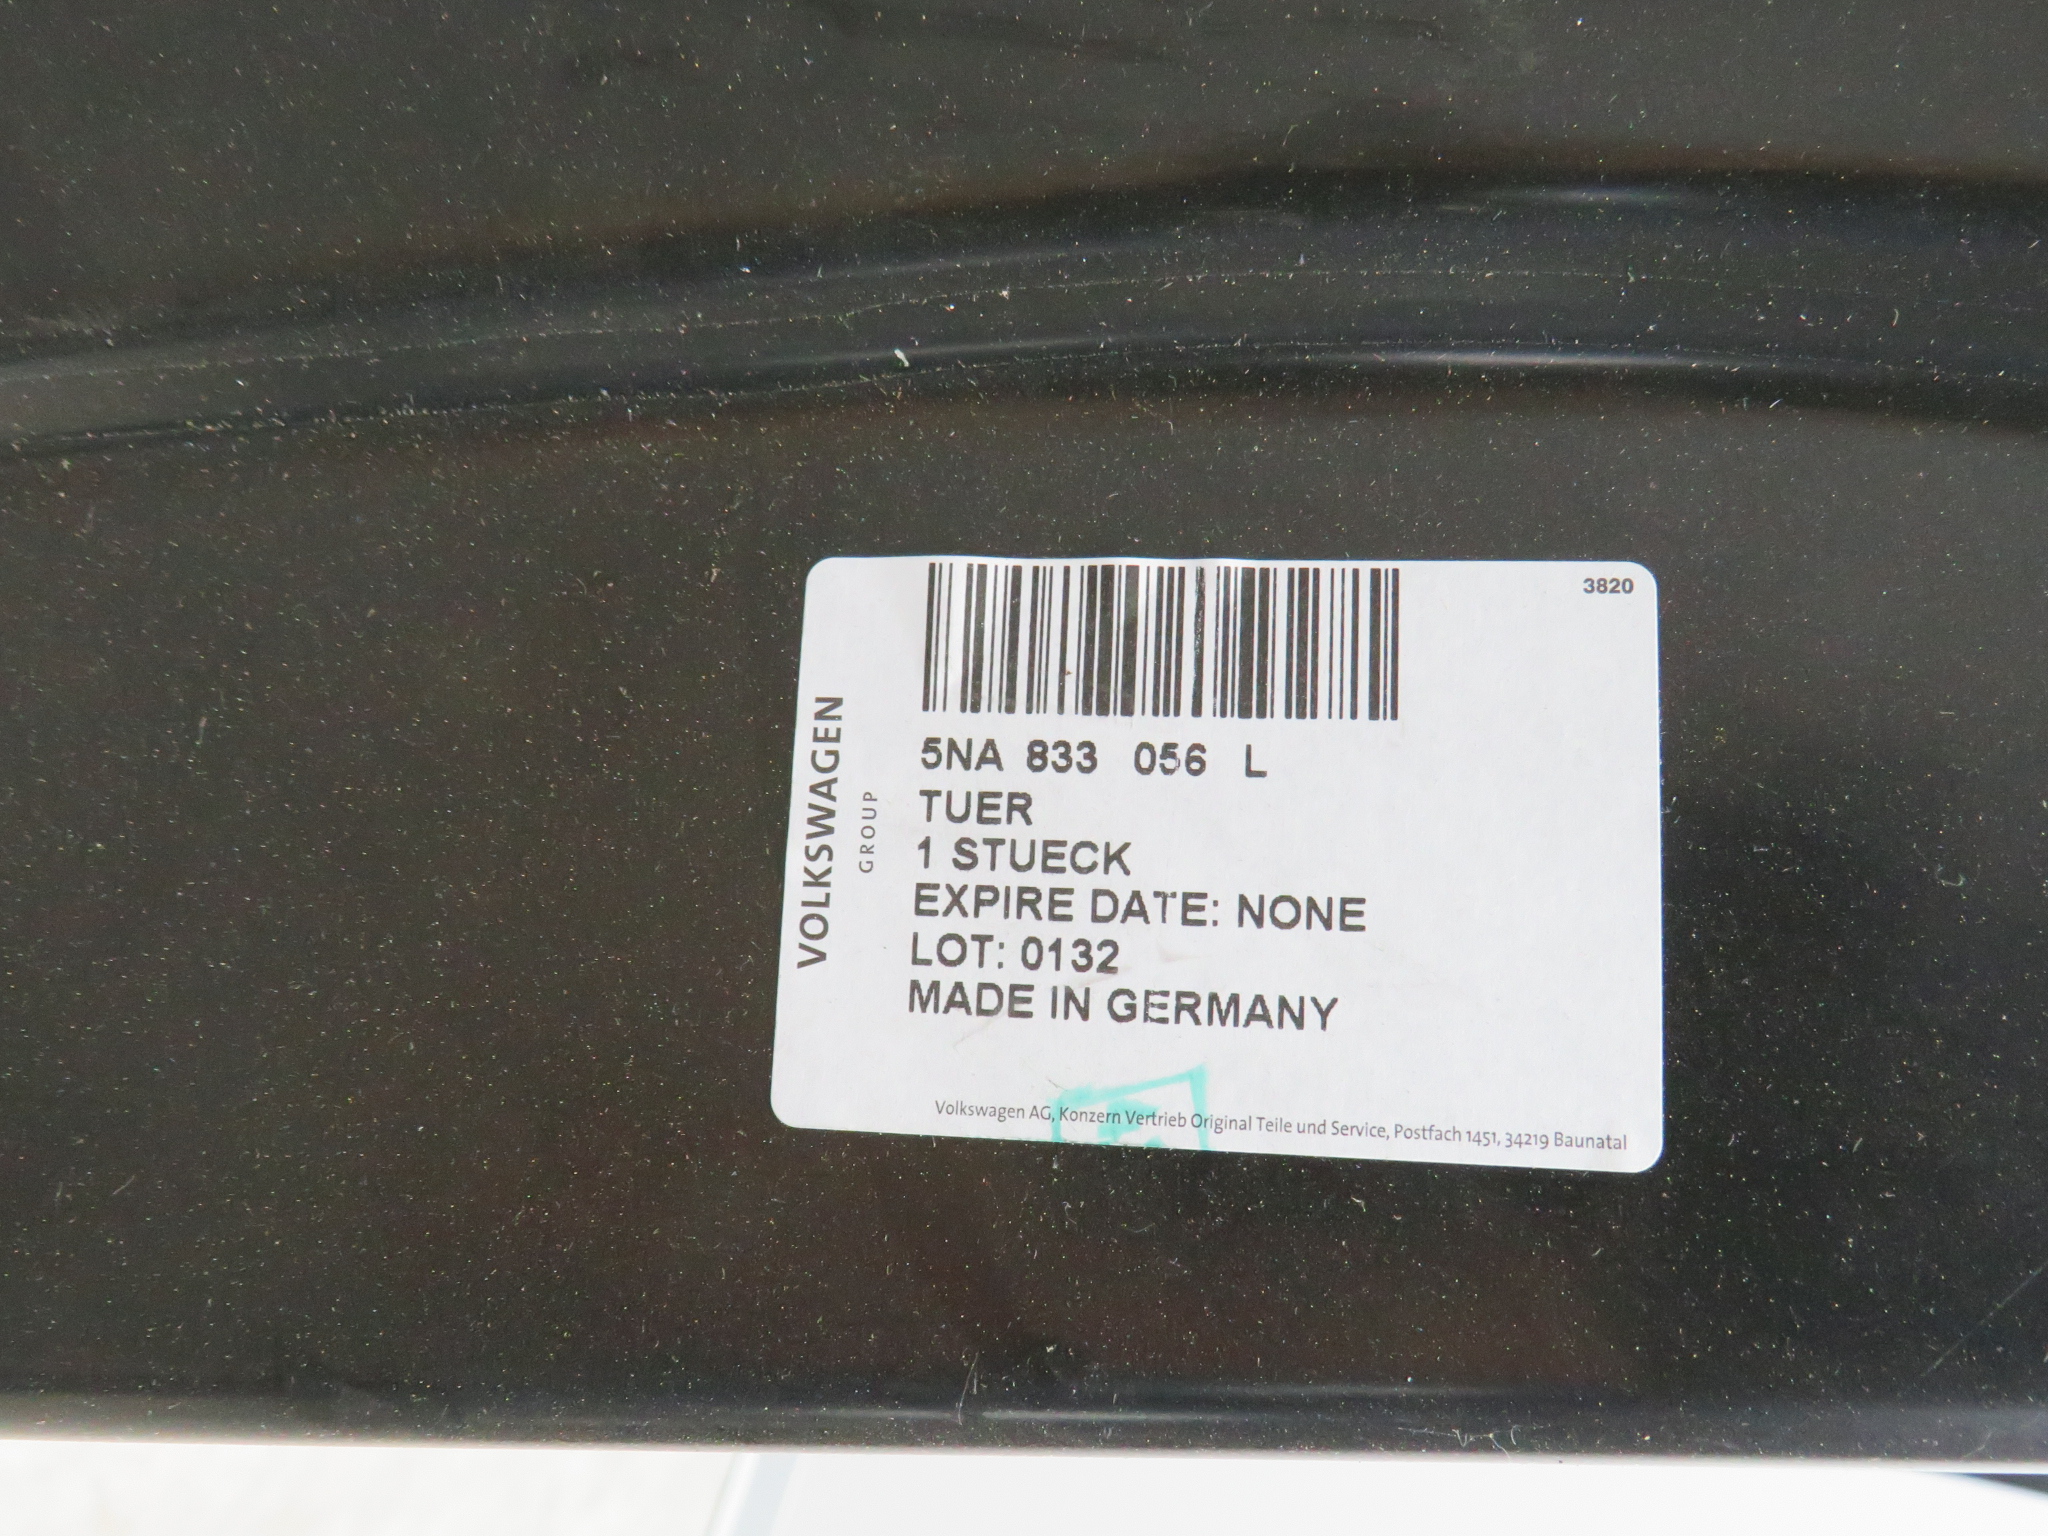 3820
VOLKSWAGEN
GROUP
5NA 833 056 L
TUER
1 STUECK
EXPIRE DATE: NONE
LOT: 0132
MADE IN GERMANY
Volkswagen AG, Konzern Vertrieb Original Teile und Service, Postfach 1451, 34219 Baunatal